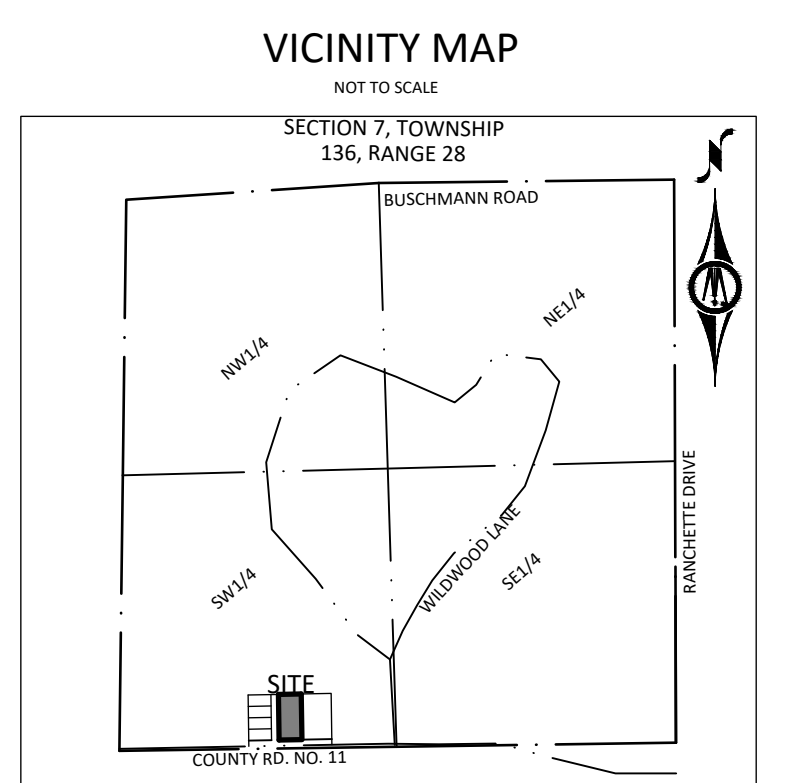 VICINITY MAP
NOT TO SCALE
SECTION 7, TOWNSHIP
136, RANGE 28
N
BUSCHMANN ROAD
NE1/4
NW1/4
RANCHETTE DRIVE
WILDWOOD LANE
SE1/4
SW1/4
SITE
COUNTY RD. NO. 11